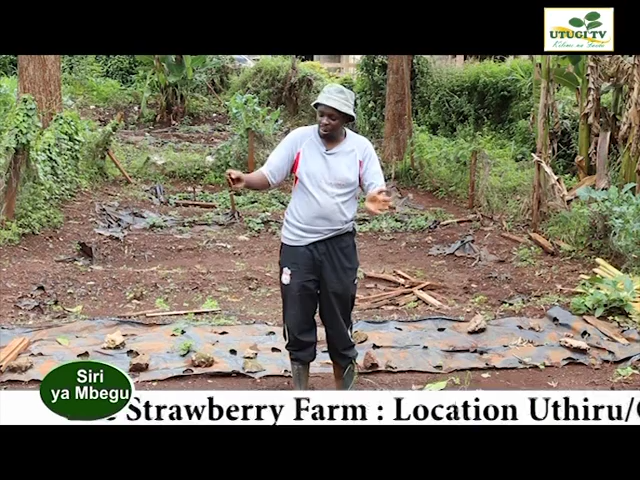 UTUGI TV
Kilimo na Ufugaji
Siri
ya Mbegu
Strawberry Farm : Location Uthiru/